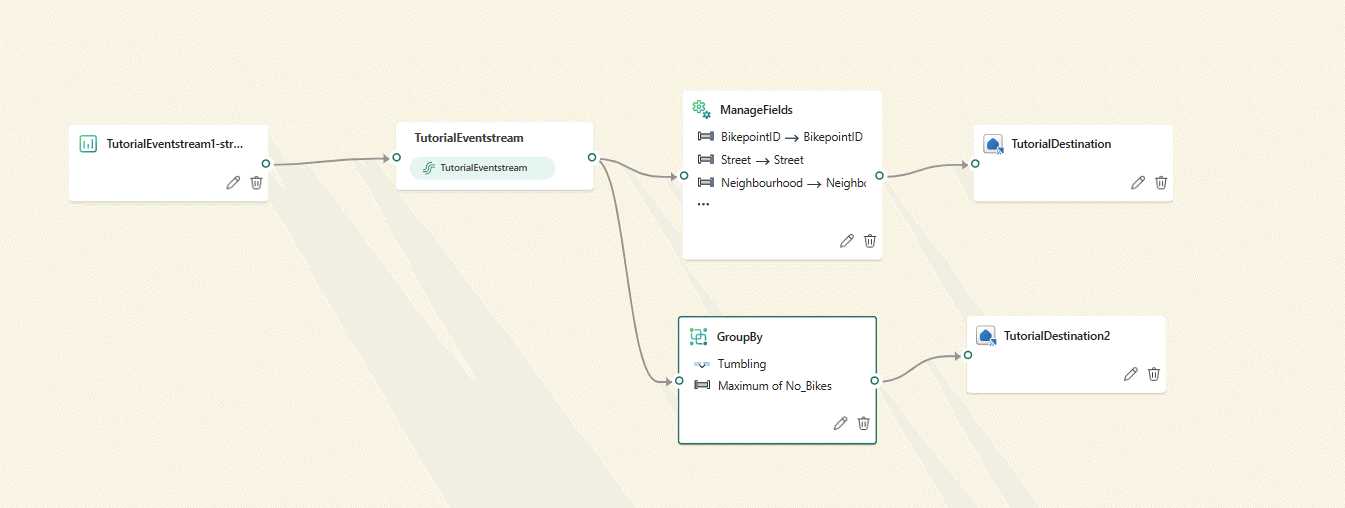 TutorialEventstream1-str...
TutorialEventstream
TutorialEventstream
ManageFields
BikepointID → BikepointID
Street → Street
Neighbourhood → Neighbo
...
TutorialDestination
GroupBy
Tumbling
Maximum of No_Bikes
TutorialDestination2